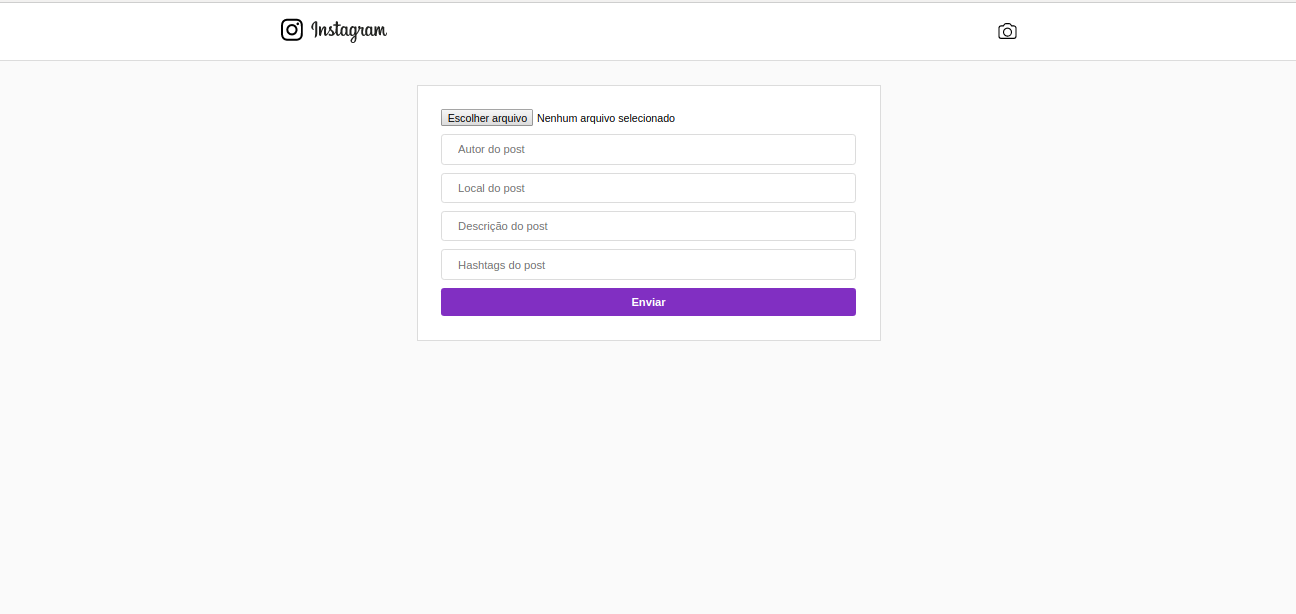 Instagram
Escolher arquivo Nenhum arquivo selecionado
Autor do post
Local do post
Descrição do post
Hashtags do post
Enviar